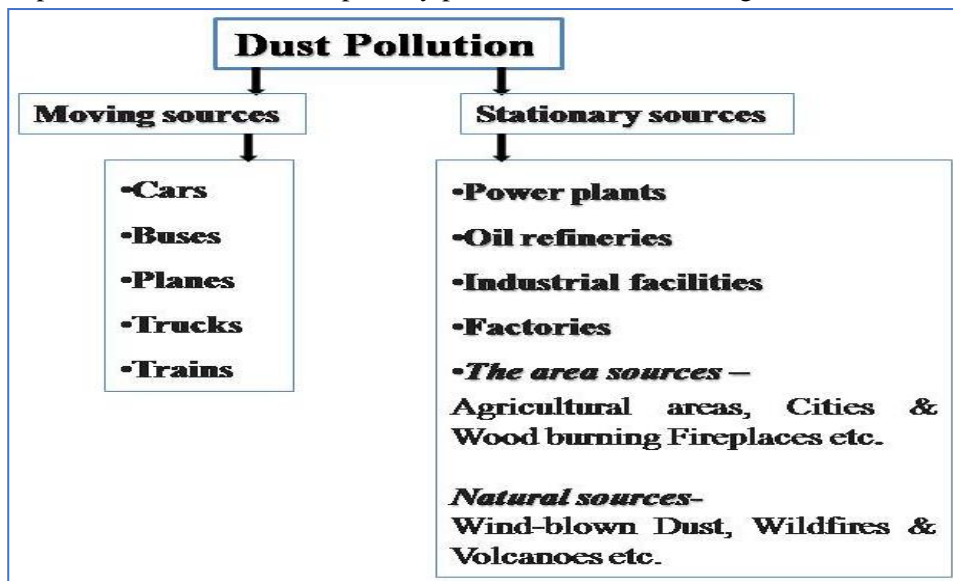 Dust Pollution
Moving sources
Stationary sources
•Cars
•Buses
•Planes
•Trucks
•Trains
•Power plants
•Oil refineries
•Industrial facilities
•Factories
•The area sources –
Agricultural areas, Cities &
Wood burning Fireplaces etc.
Natural sources-
Wind-blown Dust, Wildfires &
Volcanoes etc.